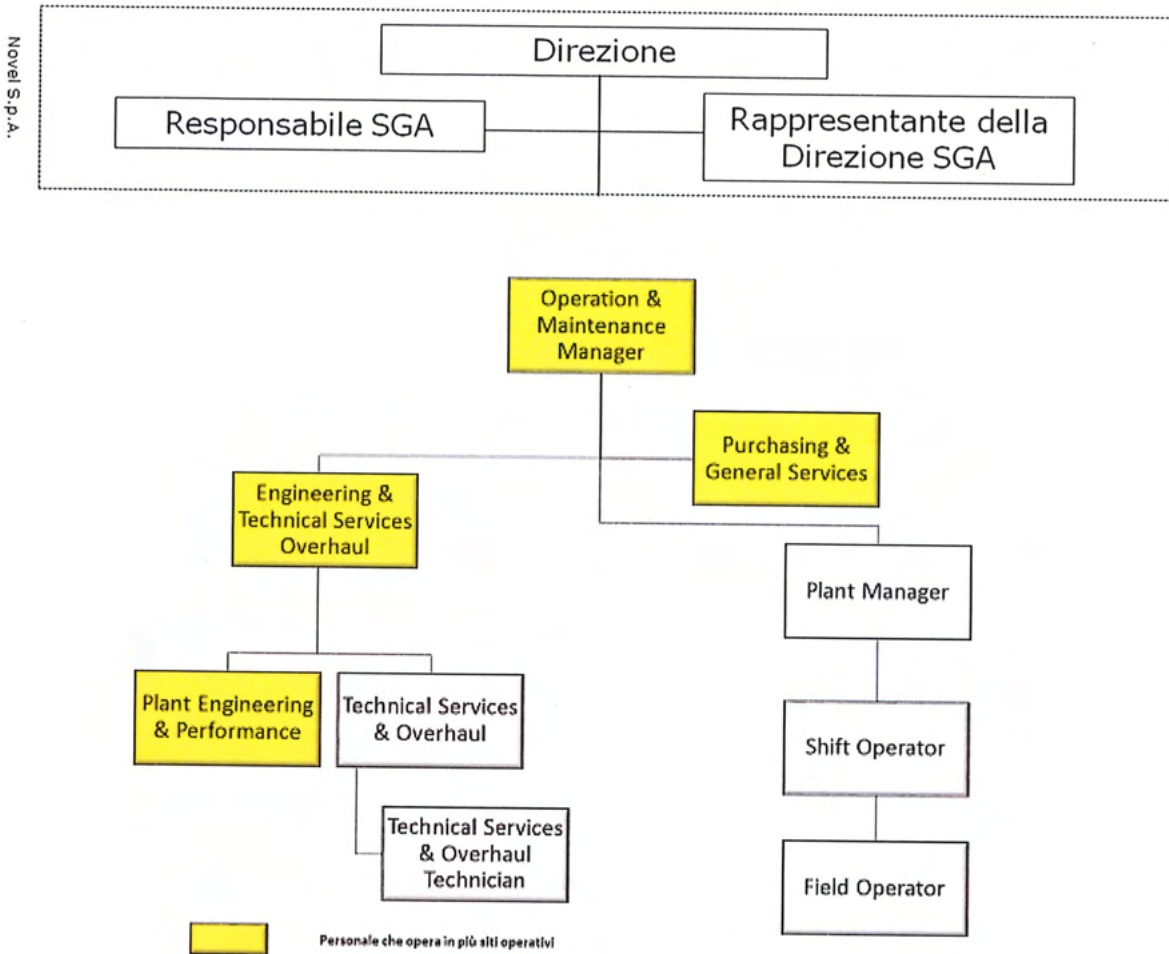 Novel S.p.A.
Direzione
Responsabile SGA
Rappresentante della
Direzione SGA
Operation &
Maintenance
Manager
Purchasing &
General Services
Engineering &
Technical Services
Overhaul
Plant Manager
Plant Engineering
& Performance
Technical Services
& Overhaul
Shift Operator
Technical Services
& Overhaul
Technician
Field Operator
Personale che opera in più siti operativi